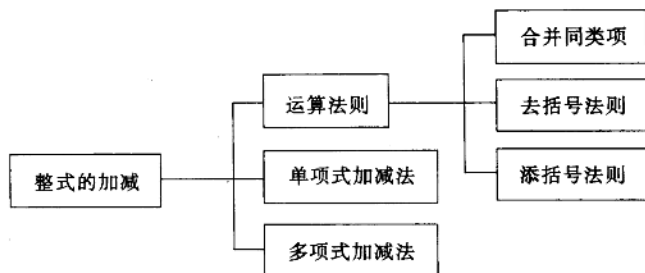 合并同类项
运算法则
去括号法则
整式的加减
单项式加减法
添括号法则
多项式加减法